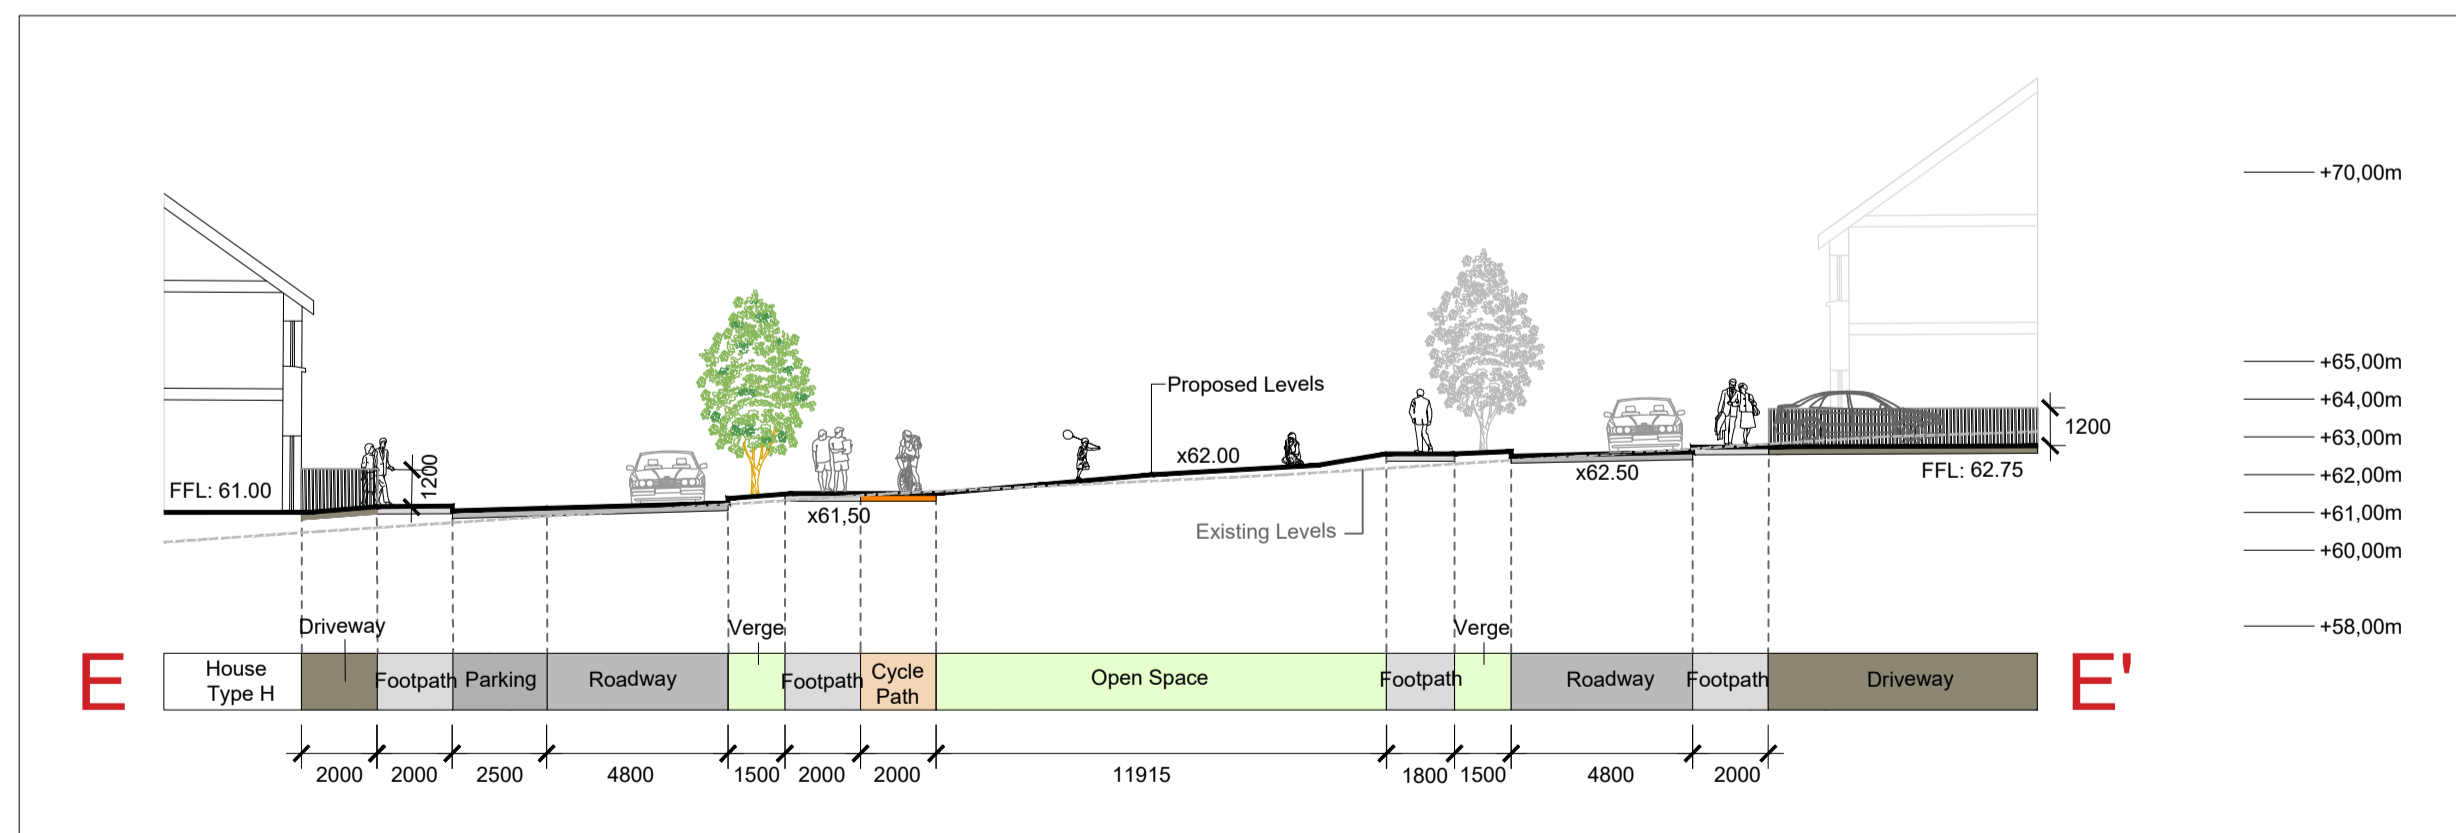 +70,00m
+65,00m
Proposed Levels
+64,00m
1200
+63,00m
x62.00
x62.50
FFL: 62.75
+62,00m
FFL: 61.00
1200
x61,50
+61,00m
Existing Levels
+60,00m
Driveway
Verge
Verge
+58,00m
E
House
Type H
Footpath
Parking
Roadway
Footpath
Cycle
Path
Open Space
Footpath
Roadway
Footpath
Driveway
E'
2000
2000
2500
4800
1500
2000
2000
11915
1800
1500
4800
2000